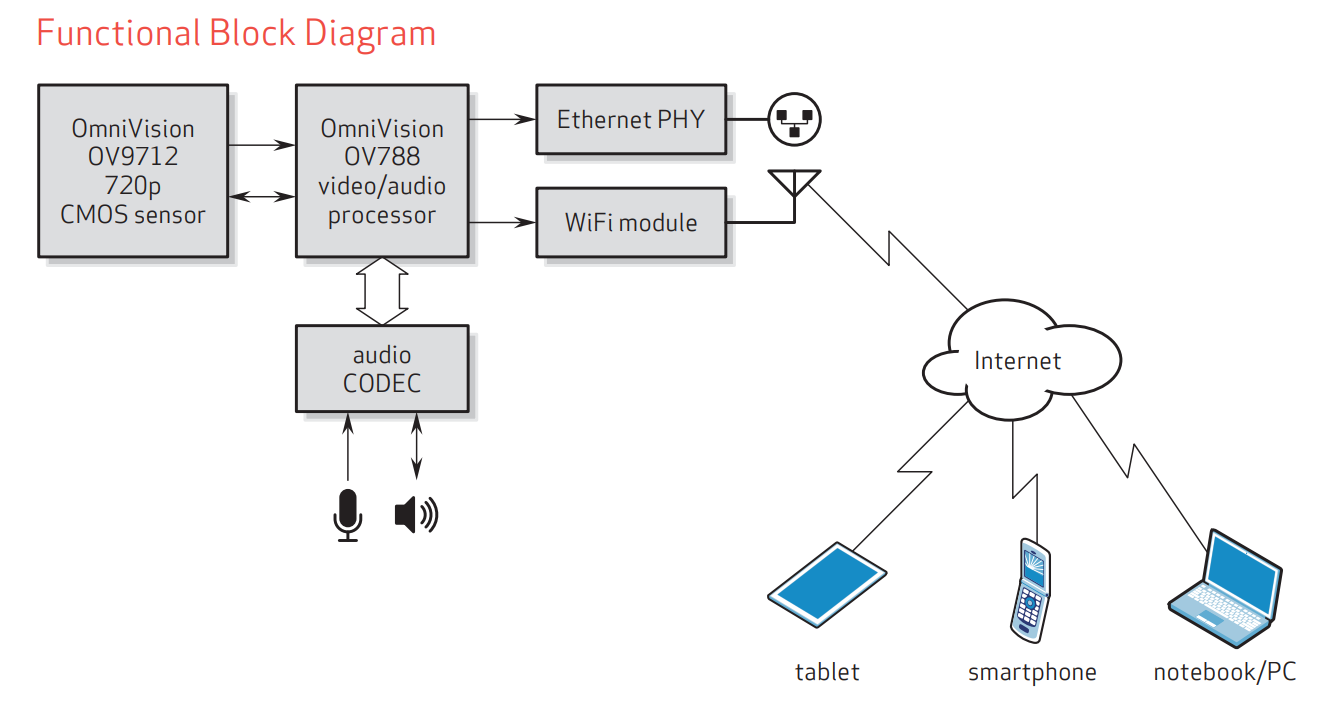 Functional Block Diagram
OmniVision
OV9712
720p
CMOS sensor
OmniVision
OV788
video/audio
processor
Ethernet PHY
WiFi module
audio
CODEC
Internet
tablet
smartphone
notebook/PC